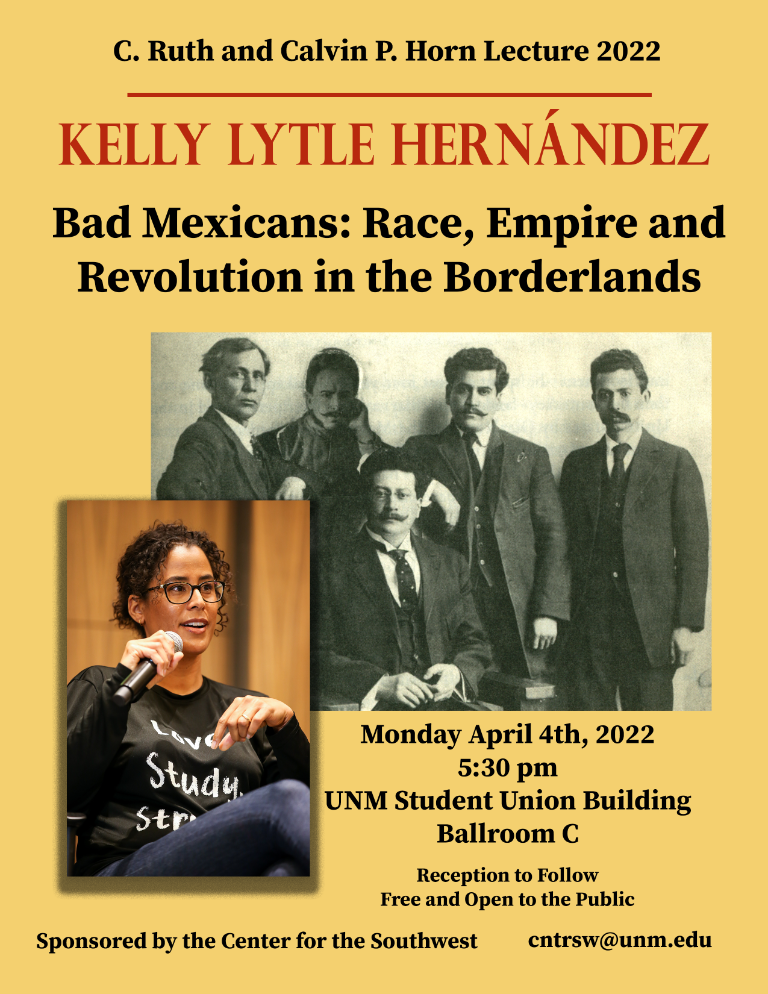 C. Ruth and Calvin P. Horn Lecture 2022
KELLY LYTLE HERNÁNDEZ
Bad Mexicans: Race, Empire and
Revolution in the Borderlands
Love
Study,
Monday April 4th, 2022
5:30 pm
UNM Student Union Building
Ballroom C
Reception to Follow
Free and Open to the Public
Sponsored by the Center for the Southwest
cntrsw@unm.edu